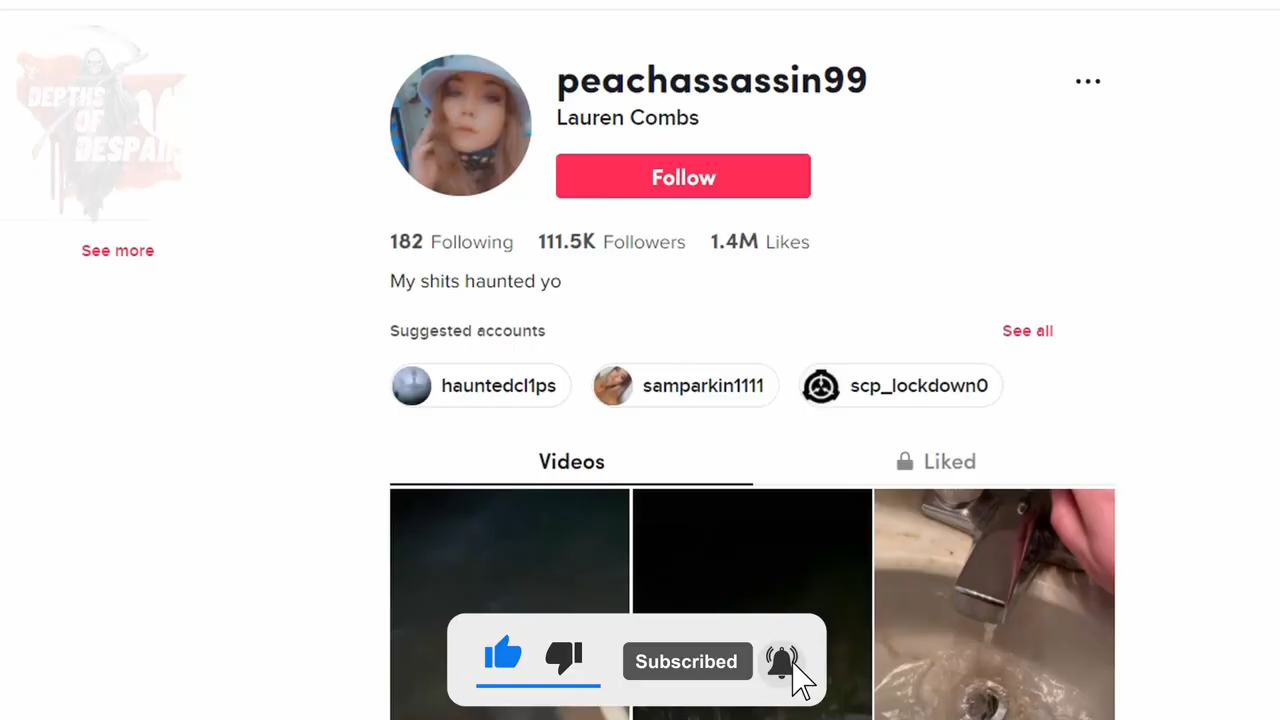 DEPTHS
OF
DESPAIR
See more
peachassassin99
Lauren Combs
Follow
182 Following 111.5K Followers 1.4M Likes
My shits haunted yo
Suggested accounts
See all
hauntedcl1ps
samparkin1111
scp_lockdown0
Videos
Liked
Subscribed